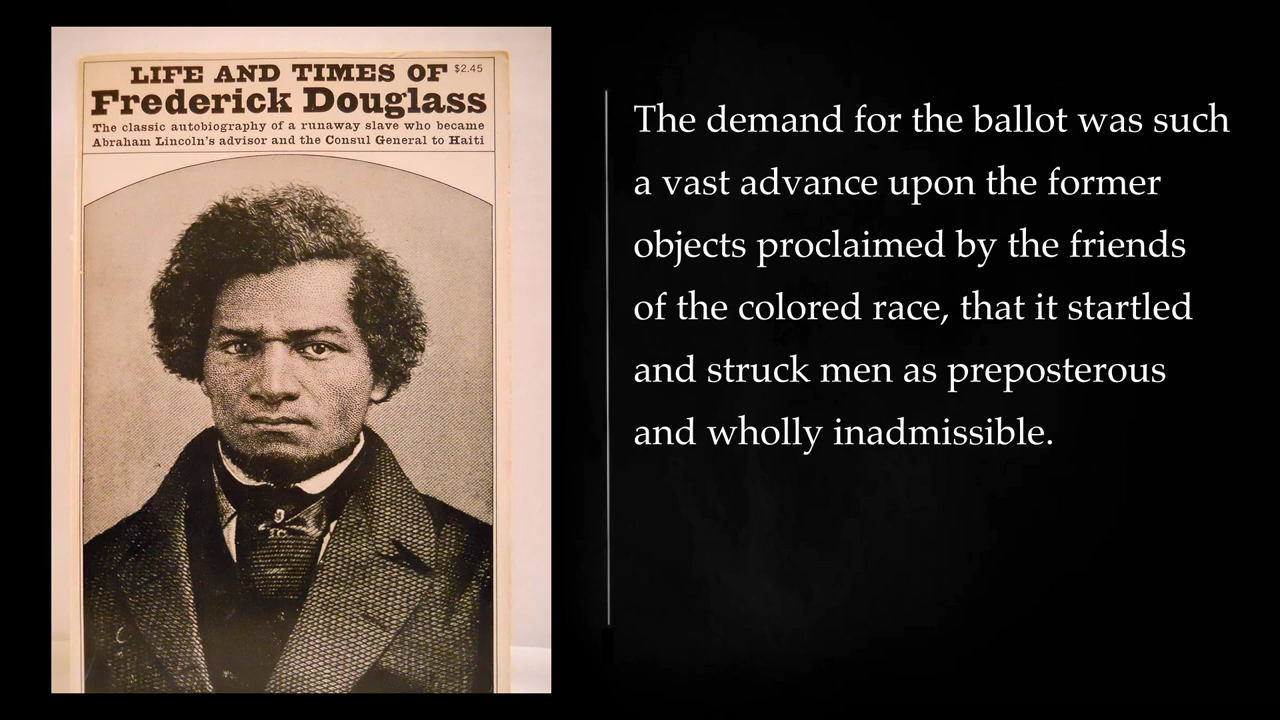 LIFE AND TIMES OF $2.45
Frederick Douglass
The classic autobiography of a runaway slave who became
Abraham Lincoln's advisor and the Consul General to Haiti
The demand for the ballot was such
a vast advance upon the former
objects proclaimed by the friends
of the colored race, that it startled
and struck men as preposterous
and wholly inadmissible.